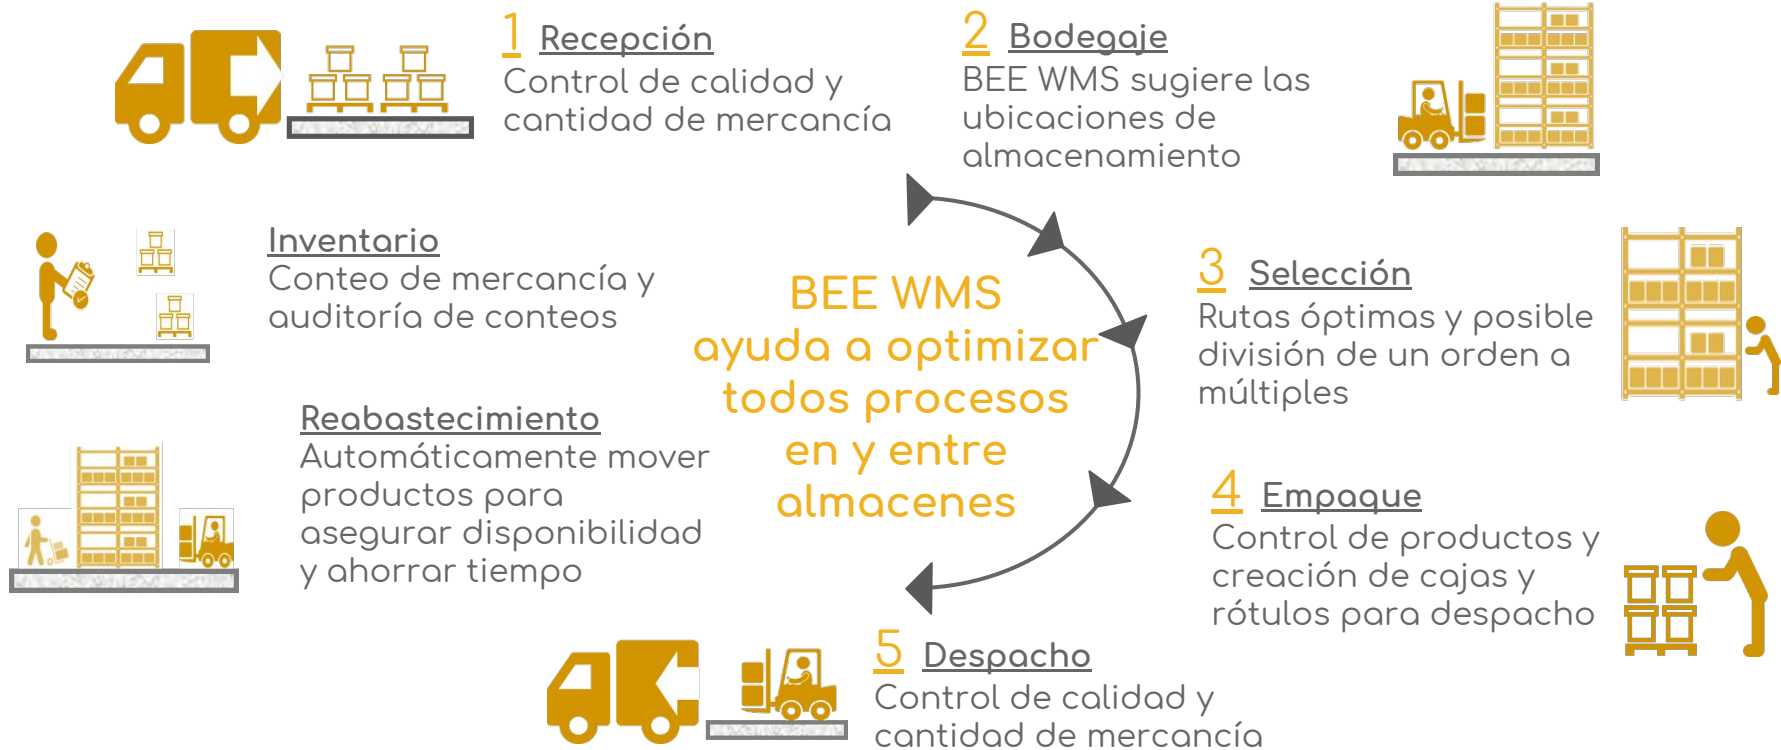 1 Recepción
Control de calidad y
cantidad de mercancía
2 Bodegaje
BEE WMS sugiere las
ubicaciones de
almacenamiento
Inventario
Conteo de mercancía y
auditoría de conteos
BEE WMS
ayuda a optimizar
todos procesos
en y entre
almacenes
3 Selección
Rutas óptimas y posible
división de un orden a
múltiples
Reabastecimiento
Automáticamente mover
productos para
asegurar disponibilidad
y ahorrar tiempo
4 Empaque
Control de productos y
creación de cajas y
rótulos para despacho
5 Despacho
Control de calidad y
cantidad de mercancía